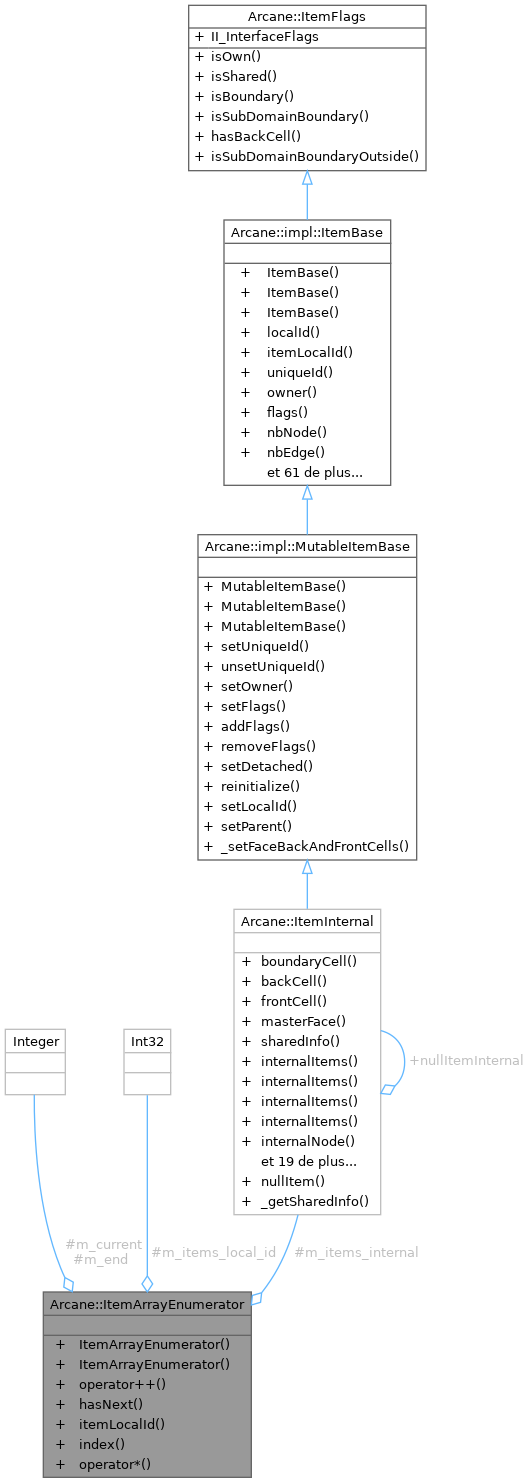 Arcane::ItemFlags
+ II_InterfaceFlags
+ isOwn()
+ isShared()
+ isBoundary()
+ isSubDomainBoundary()
+ hasBackCell()
+ isSubDomainBoundaryOutside()
Arcane::impl::ItemBase
+ ItemBase()
+ ItemBase()
+ ItemBase()
+ localId()
+ itemLocalId()
+ uniqueId()
+ owner()
+ flags()
+ nbNode()
+ nbEdge()
et 61 de plus...
Arcane::impl::MutableItemBase
+ MutableItemBase()
+ MutableItemBase()
+ MutableItemBase()
+ setUniqueId()
+ unsetUniqueId()
+ setOwner()
+ setFlags()
+ addFlags()
+ removeFlags()
+ setDetached()
+ reinitialize()
+ setLocalId()
+ setParent()
+ _setFaceBackAndFrontCells()
Arcane::ItemInternal
+ boundaryCell()
+ backCell()
+ frontCell()
+ masterFace()
+ sharedInfo()
+ internalItems()
+ internalItems()
+ internalItems()
+ internalItems()
+ internalNode()
et 19 de plus...
+ nullItem()
+ _getSharedInfo()
+nullItemInternal
Integer
Int32
#m_current
#m_end
#m_items_local_id
#m_items_internal
Arcane::ItemArrayEnumerator
+ ItemArrayEnumerator()
+ ItemArrayEnumerator()
+ operator++()
+ hasNext()
+ itemLocalId()
+ index()
+ operator*()